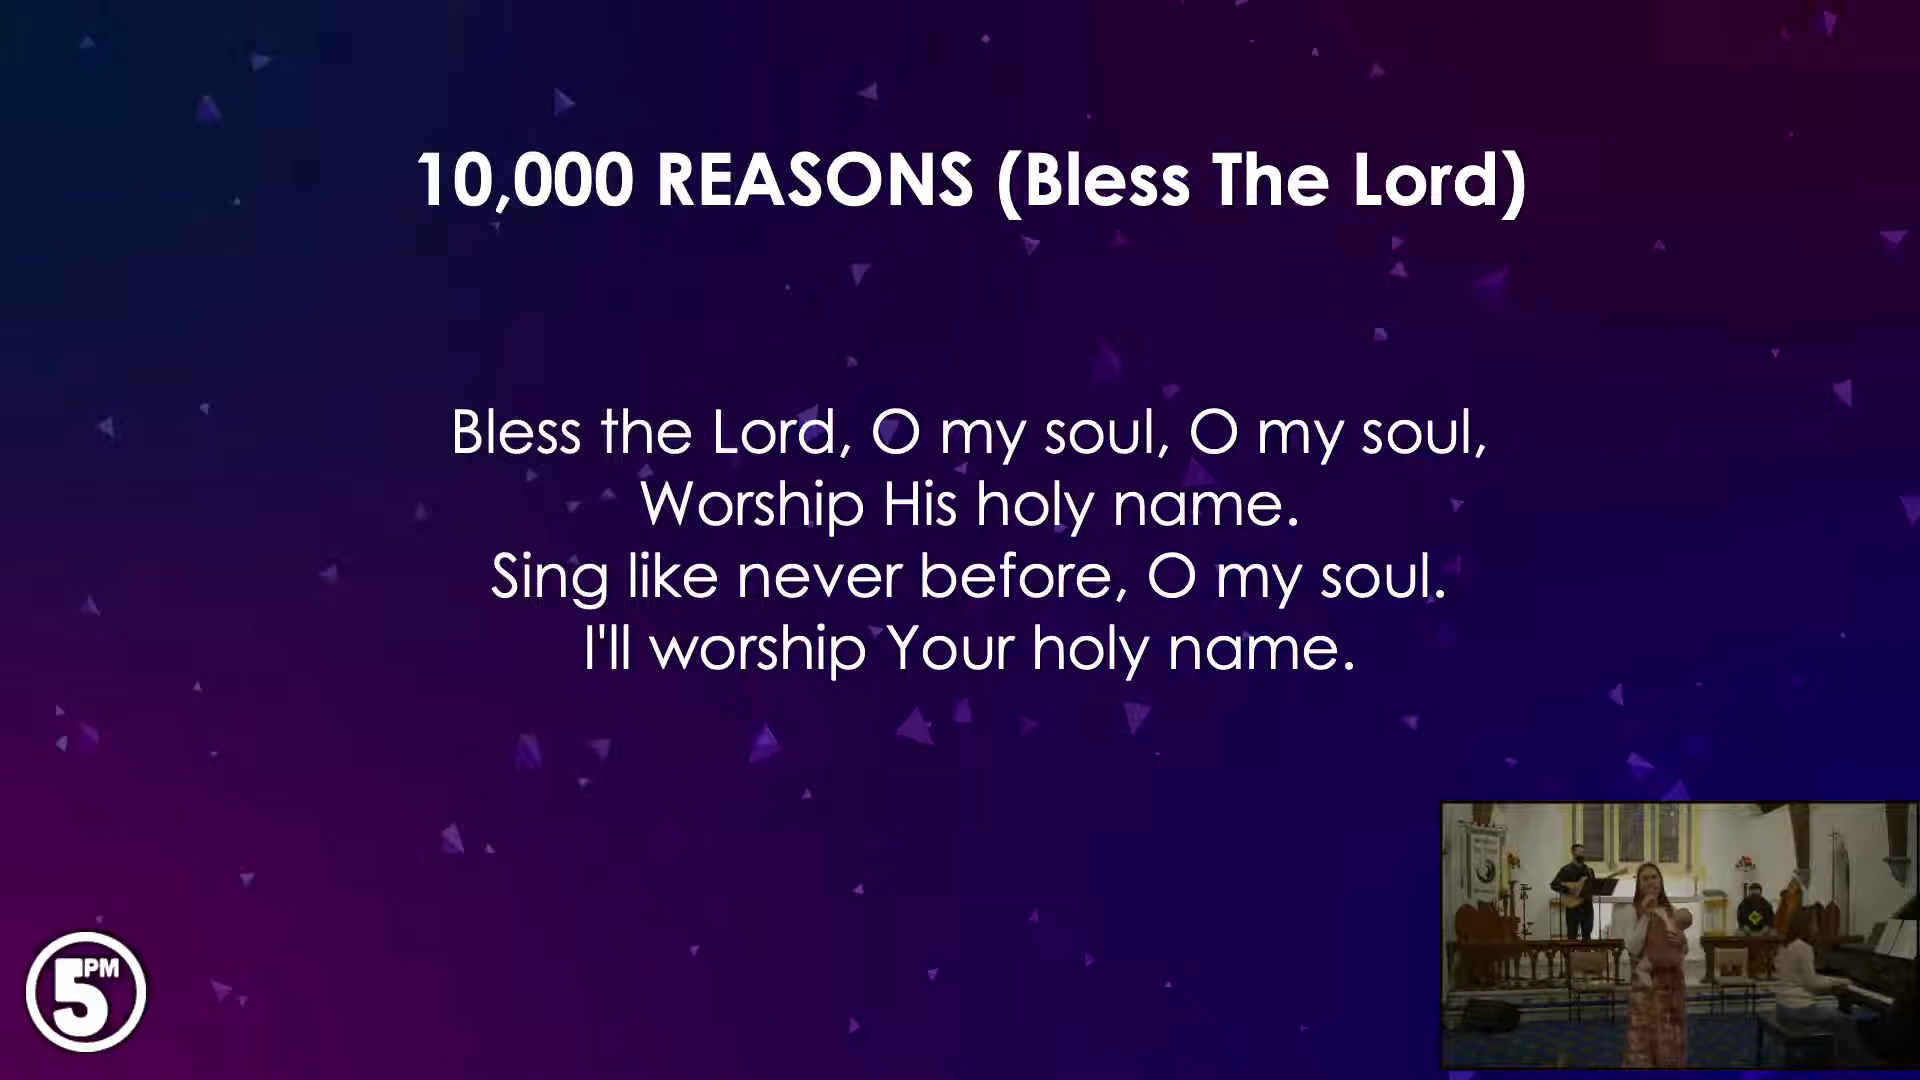 10,000 REASONS (Bless The Lord)
Bless the Lord, O my soul, O my soul,
Worship His holy name.
Sing like never before, O my soul.
I'll worship Your holy name.
5PM